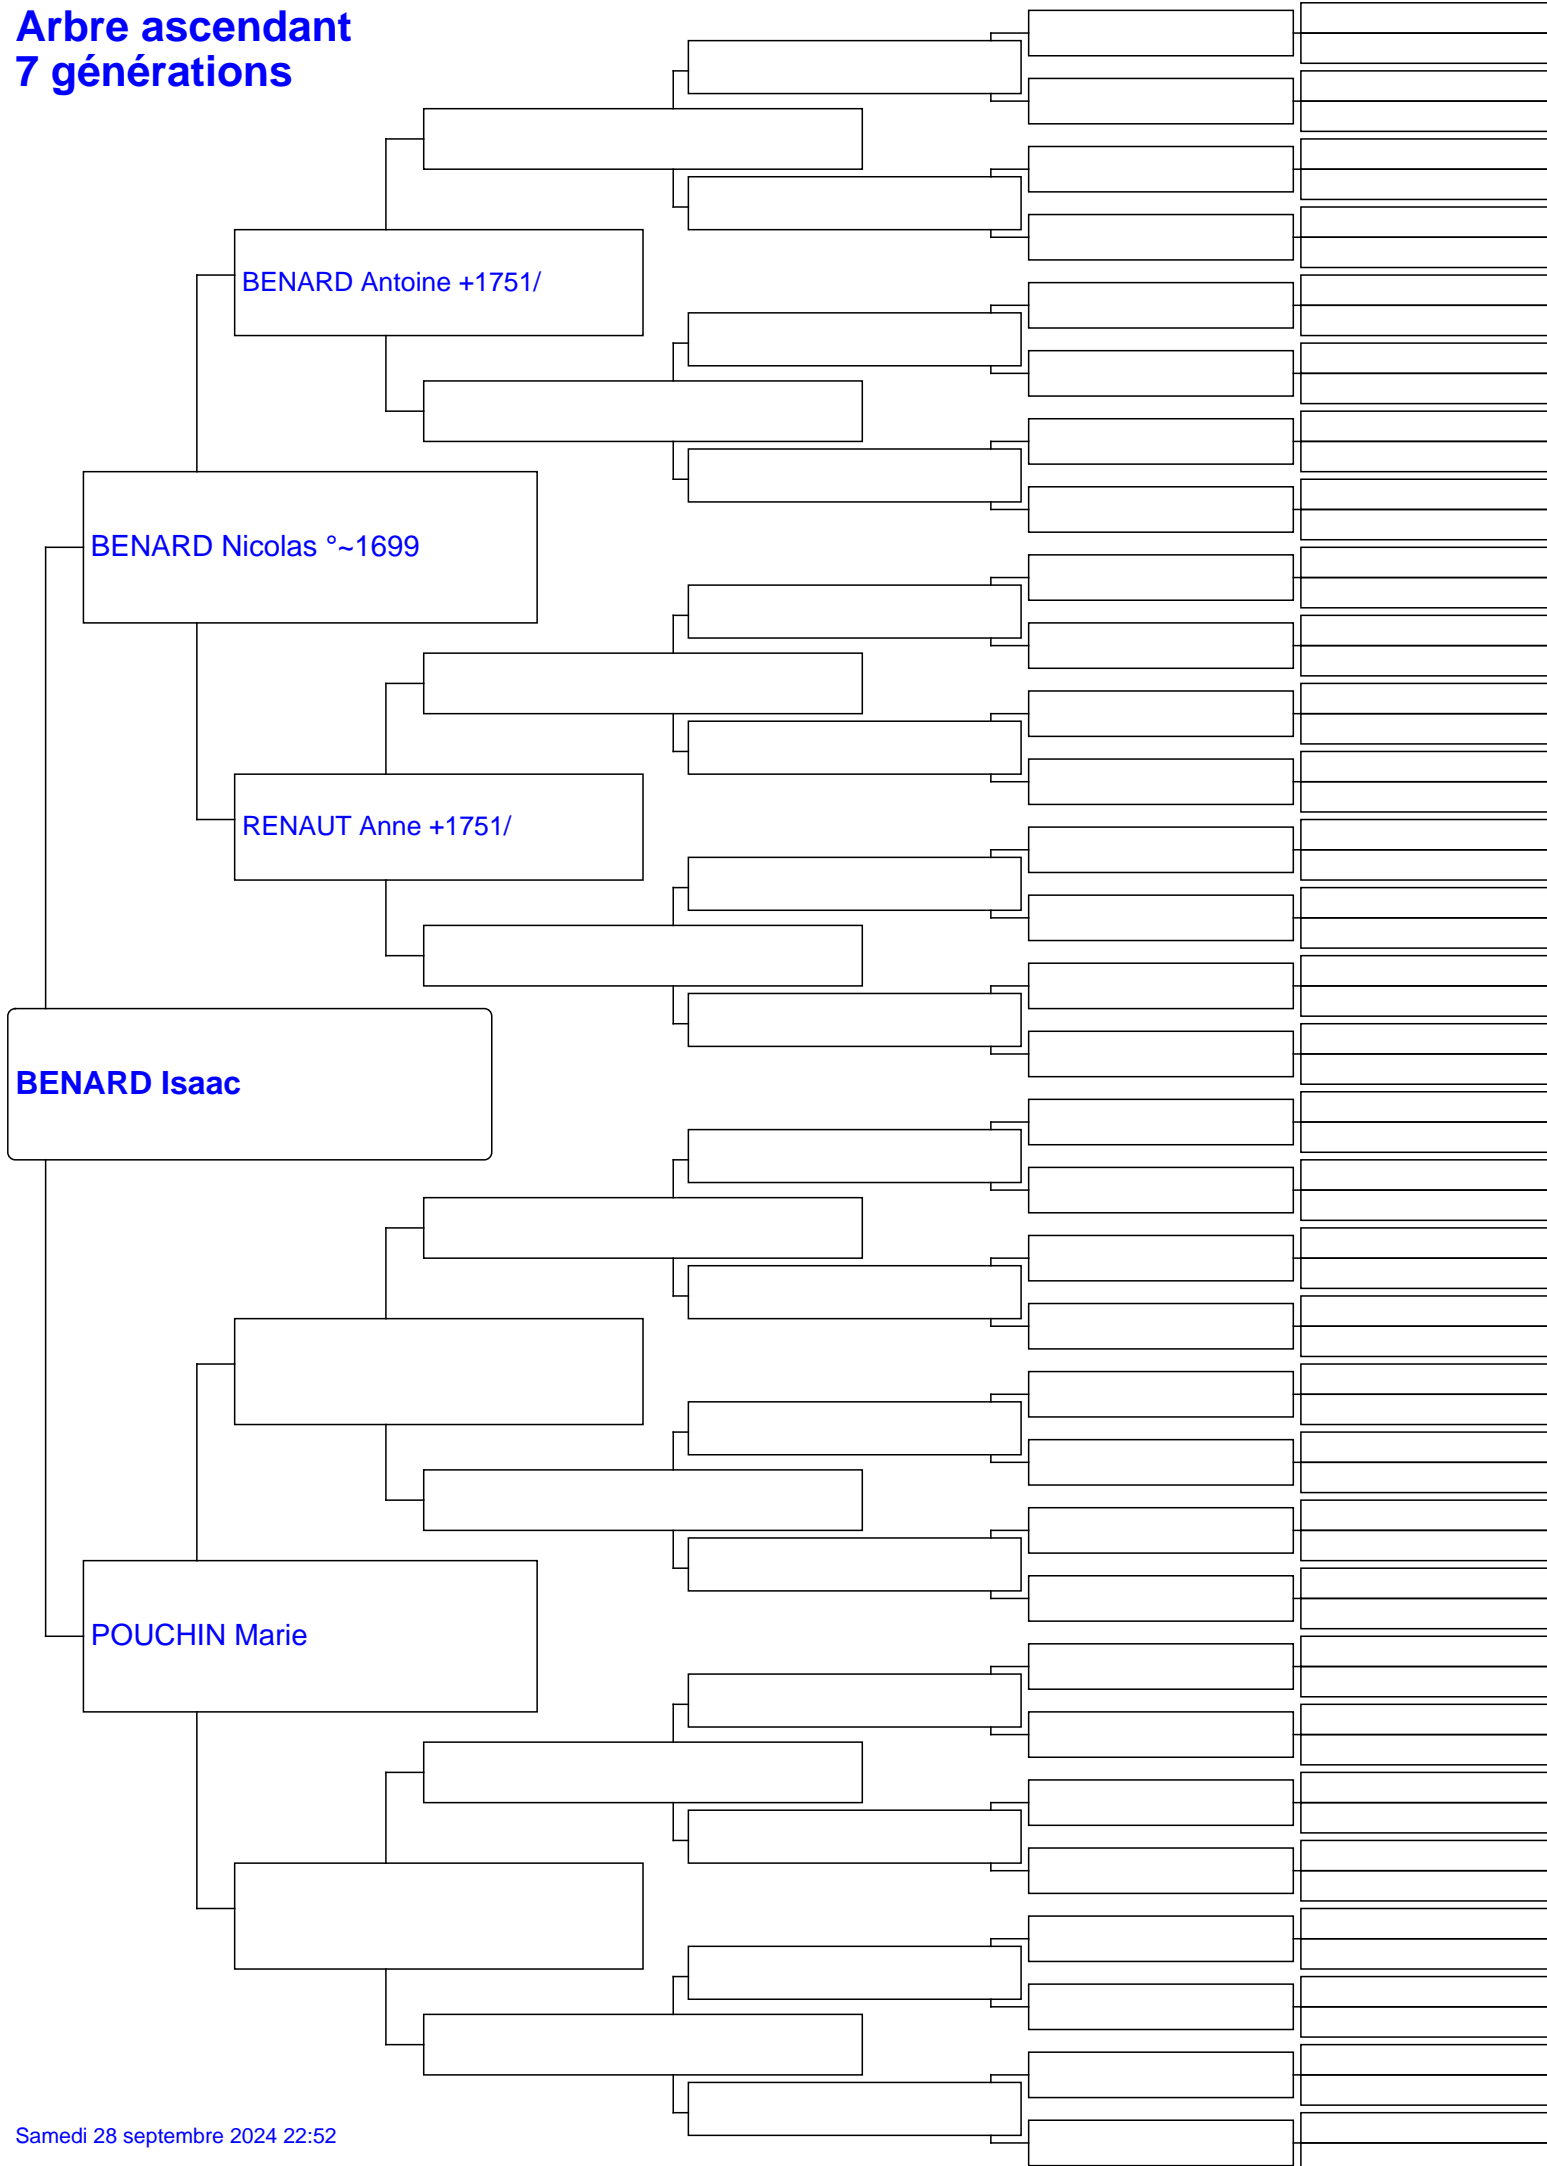 Arbre ascendant
7 générations
BENARD Antoine +1751/
BENARD Nicolas °~1699
RENAUT Anne +1751/
BENARD Isaac
POUCHIN Marie
Samedi 28 septembre 2024 22:52